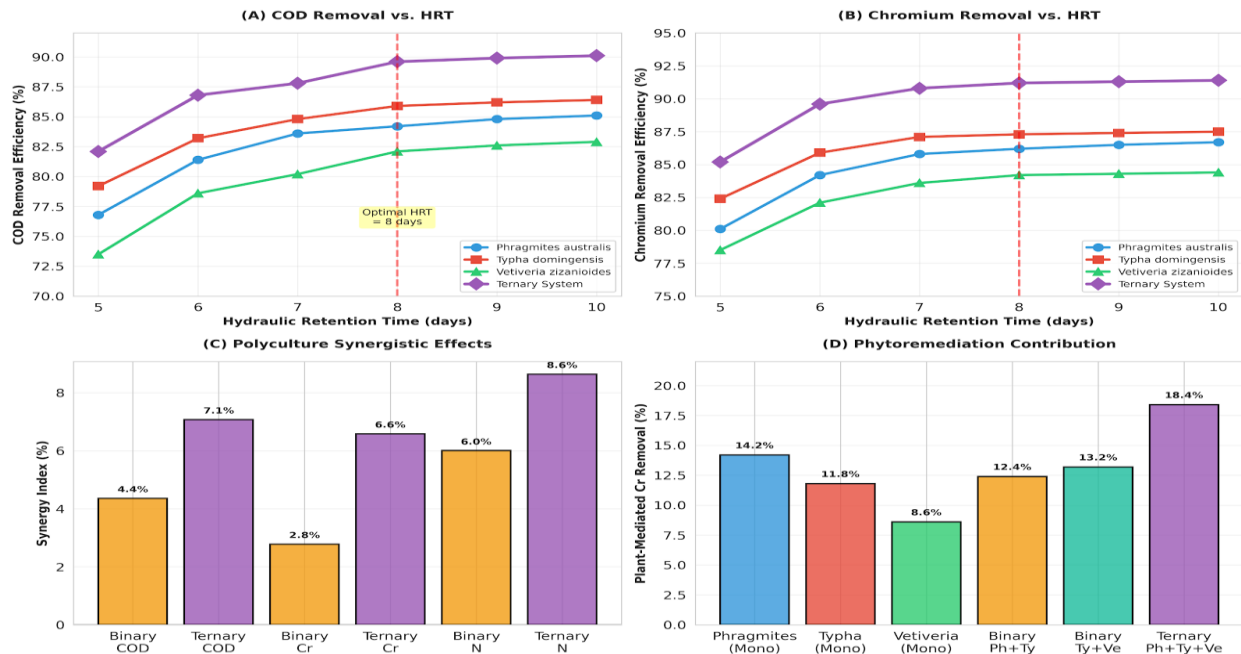 (A) COD Removal vs. HRT
COD Removal Efficiency (%)
90.0
87.5
85.0
82.5
80.0
77.5
75.0
72.5
70.0
Optimal HRT
= 8 days
Phragmites australis
Typha domingensis
Vetiveria zizanioides
Ternary System
5 6 7 8 9 10
Hydraulic Retention Time (days)
(B) Chromium Removal vs. HRT
Chromium Removal Efficiency (%)
95.0
92.5
90.0
87.5
85.0
82.5
80.0
77.5
75.0
Phragmites australis
Typha domingensis
Vetiveria zizanioides
Ternary System
5 6 7 8 9 10
Hydraulic Retention Time (days)
(C) Polyculture Synergistic Effects
Synergy Index (%)
8
6
4
2
0
4.4%
7.1%
2.8%
6.6%
6.0%
8.6%
Binary
COD
Ternary
COD
Binary
Cr
Ternary
Cr
Binary
N
Ternary
N
(D) Phytoremediation Contribution
Plant-Mediated Cr Removal (%)
20.0
17.5
15.0
12.5
10.0
7.5
5.0
2.5
0.0
14.2%
11.8%
8.6%
12.4%
13.2%
18.4%
Phragmites
(Mono)
Typha
(Mono)
Vetiveria
(Mono)
Binary
Ph+Ty
Binary
Ty+Ve
Ternary
Ph+Ty+Ve